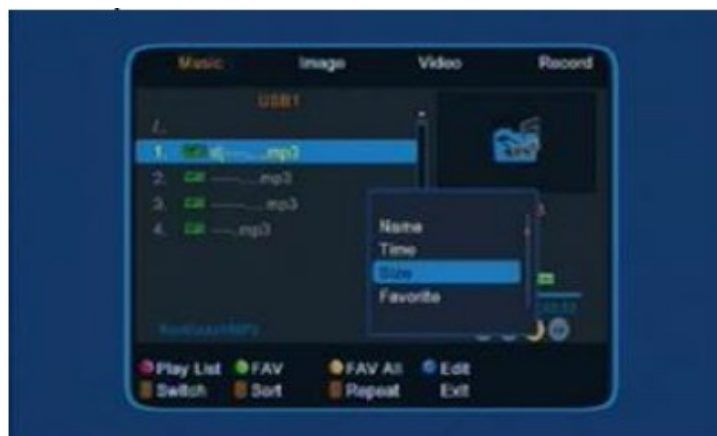 Music Image Video Record
USB1
/..
1. mp3
2. ----....mp3
3. -----....mp3
4. ---.mp3
Name
Time
Size
Favorite
Play List FAV FAV All Edit
Switch Sort Repeat Exit